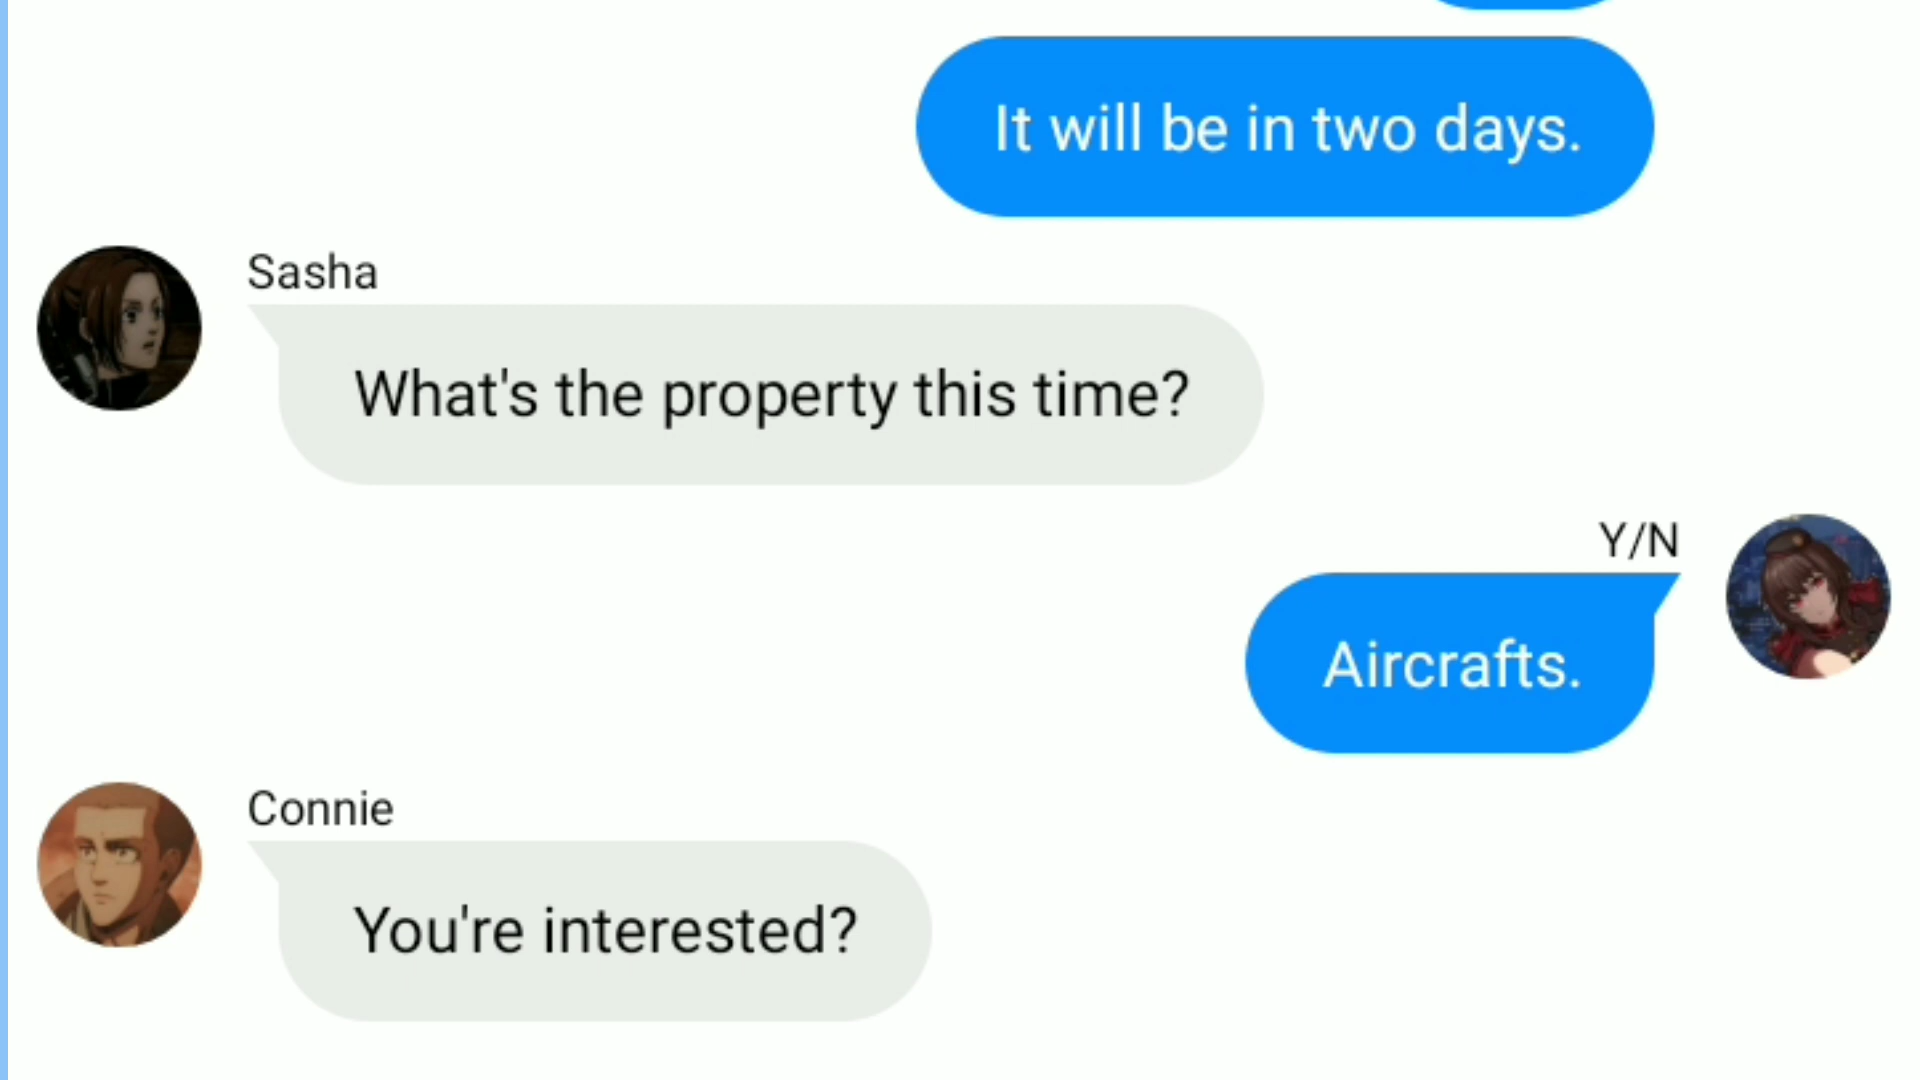 It will be in two days.
Sasha
What's the property this time?
Y/N
Aircrafts.
Connie
You're interested?